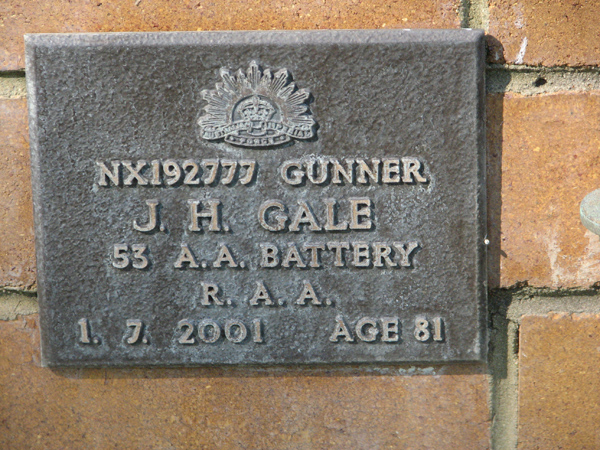 NX192777 GUNNER
J. H. GALE
53 A.A. BATTERY
R. A. A.
1. 7. 2001 AGE 81